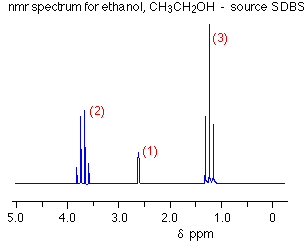 nmr spectrum for ethanol, CH3CH2OH - source SDBS
(3)
(2)
(1)
5.0 4.0 3.0 2.0 1.0 0
δ ppm